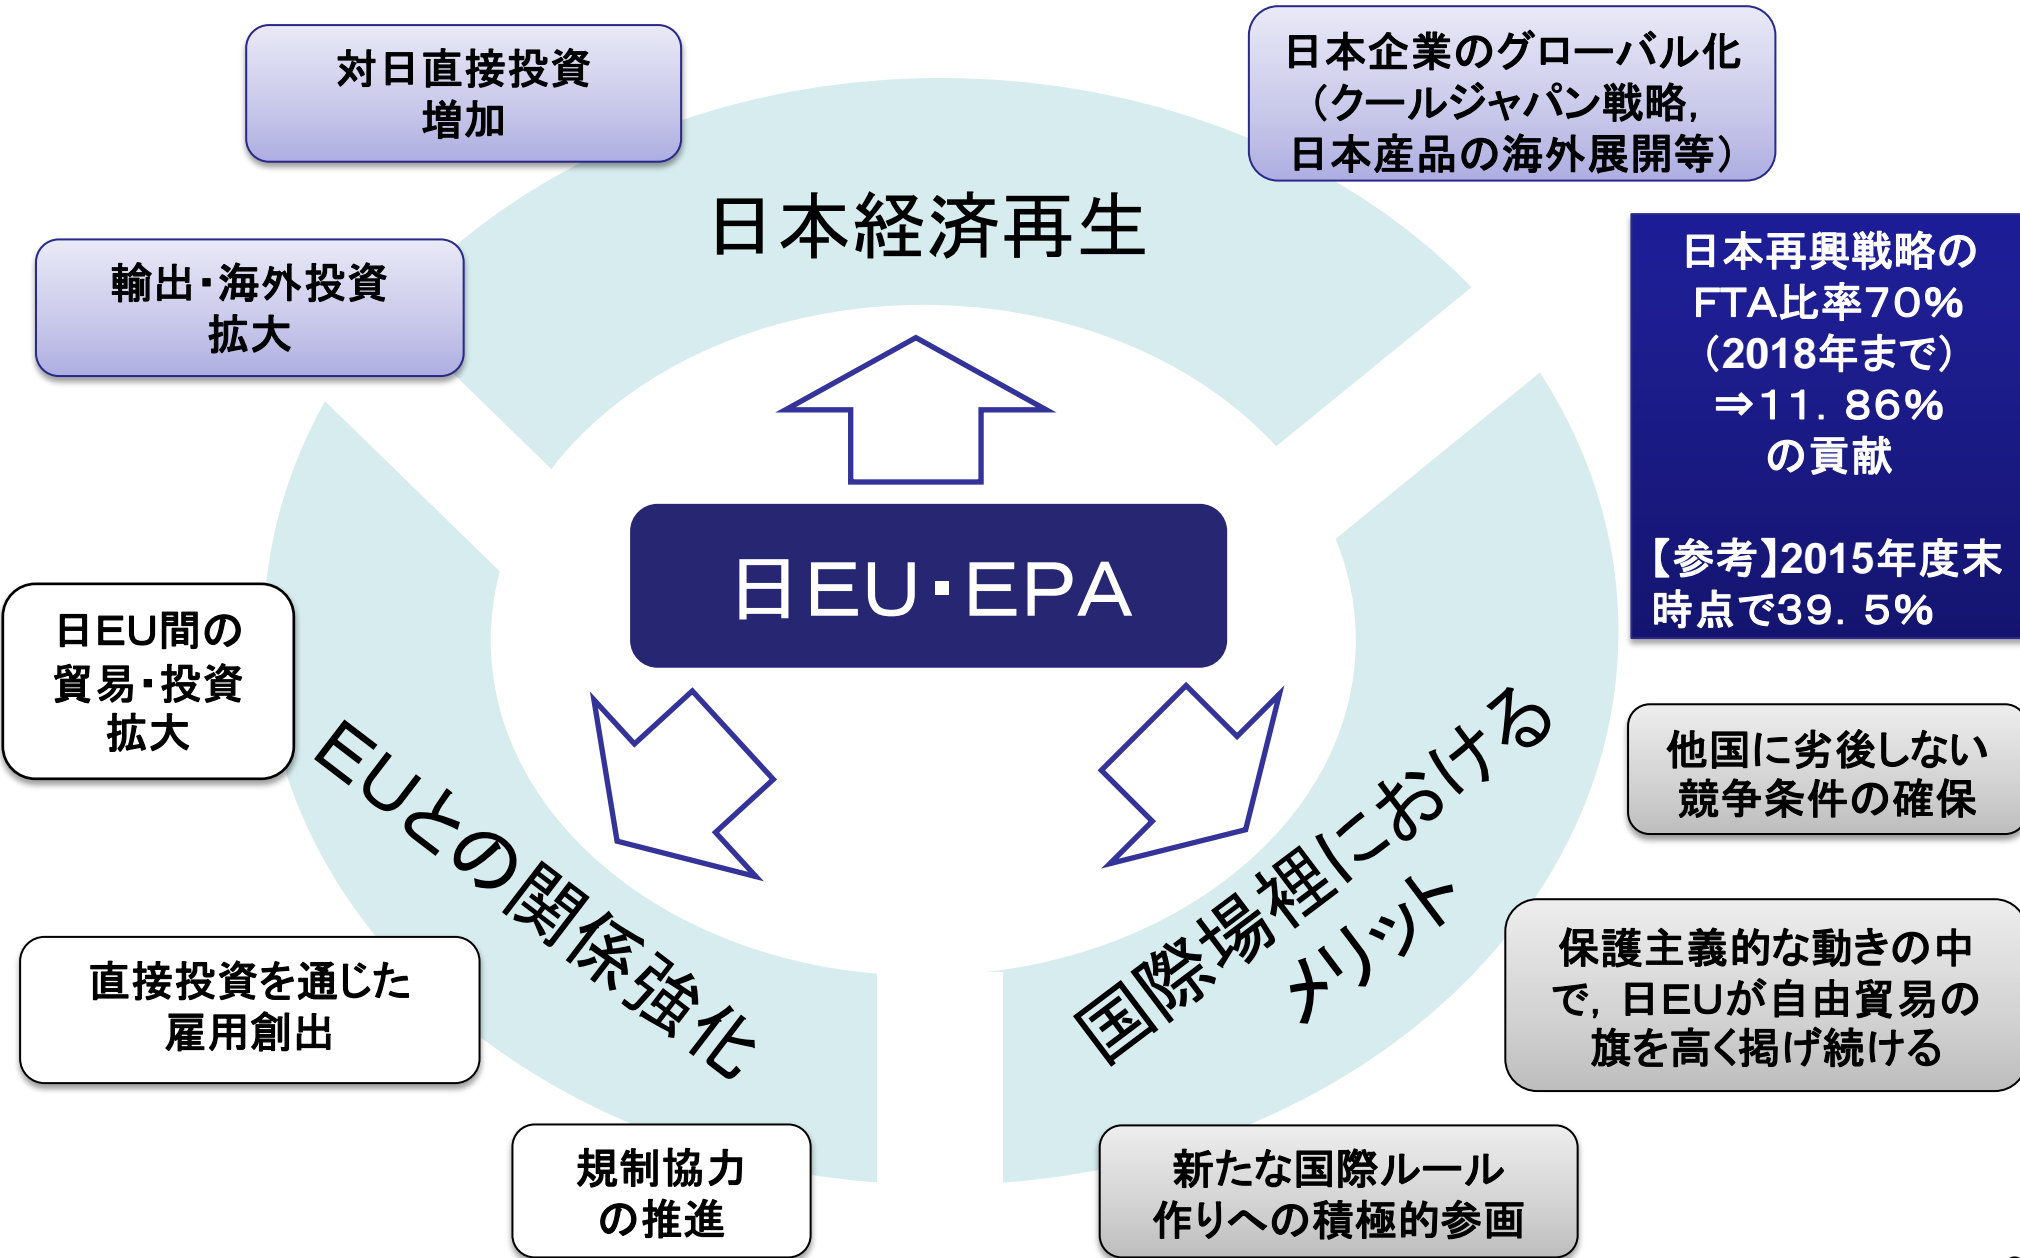 対日直接投資
増加
日本企業のグローバル化
（クールジャパン戦略，
日本産品の海外展開等）
日本経済再生
輸出・海外投資
拡大
日本再興戦略の
ＦＴＡ比率７０％
（2018年まで）
⇒１１．８６％
の貢献
【参考】2015年度末
時点で３９．５％
日ＥＵ・ＥＰＡ
日ＥＵ間の
貿易・投資
拡大
ＥＵとの関係強化
国際場裡における
メリット
他国に劣後しない
競争条件の確保
直接投資を通じた
雇用創出
保護主義的な動きの中
で，日ＥＵが自由貿易の
旗を高く掲げ続ける
規制協力
の推進
新たな国際ルール
作りへの積極的参画